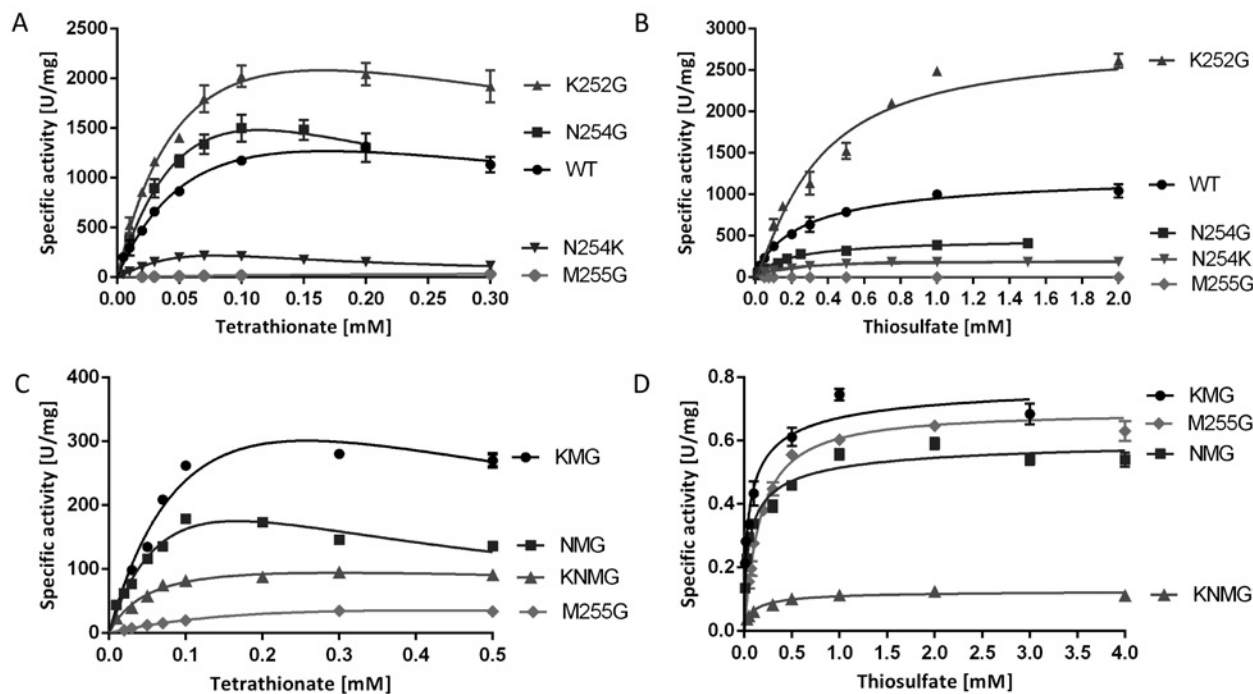 A
Specific activity [U/mg]
2500
2000
1500
1000
500
0
0.00
0.05
0.10
0.15
0.20
0.25
0.30
Tetrathionate [mM]
K252G
N254G
WT
N254K
M255G
B
Specific activity [U/mg]
3000
2500
2000
1500
1000
500
0
0.0
0.2
0.4
0.6
0.8
1.0
1.2
1.4
1.6
1.8
2.0
Thiosulfate [mM]
K252G
WT
N254G
N254K
M255G
C
Specific activity [U/mg]
400
300
200
100
0
0.0
0.1
0.2
0.3
0.4
0.5
Tetrathionate [mM]
KMG
NMG
KNMG
M255G
D
Specific activity [U/mg]
0.8
0.6
0.4
0.2
0.0
0.0
0.5
1.0
1.5
2.0
2.5
3.0
3.5
4.0
Thiosulfate [mM]
KMG
M255G
NMG
KNMG